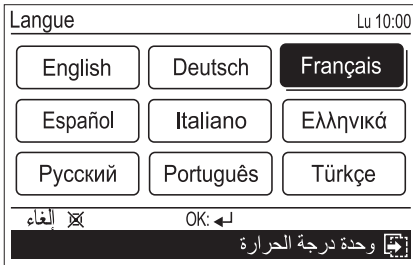 Langue Lu 10:00
English Deutsch Français
Español Italiano Ελληνικά
Русский Português Türkçe
إلغاء OK:
وحدة درجة الحرارة